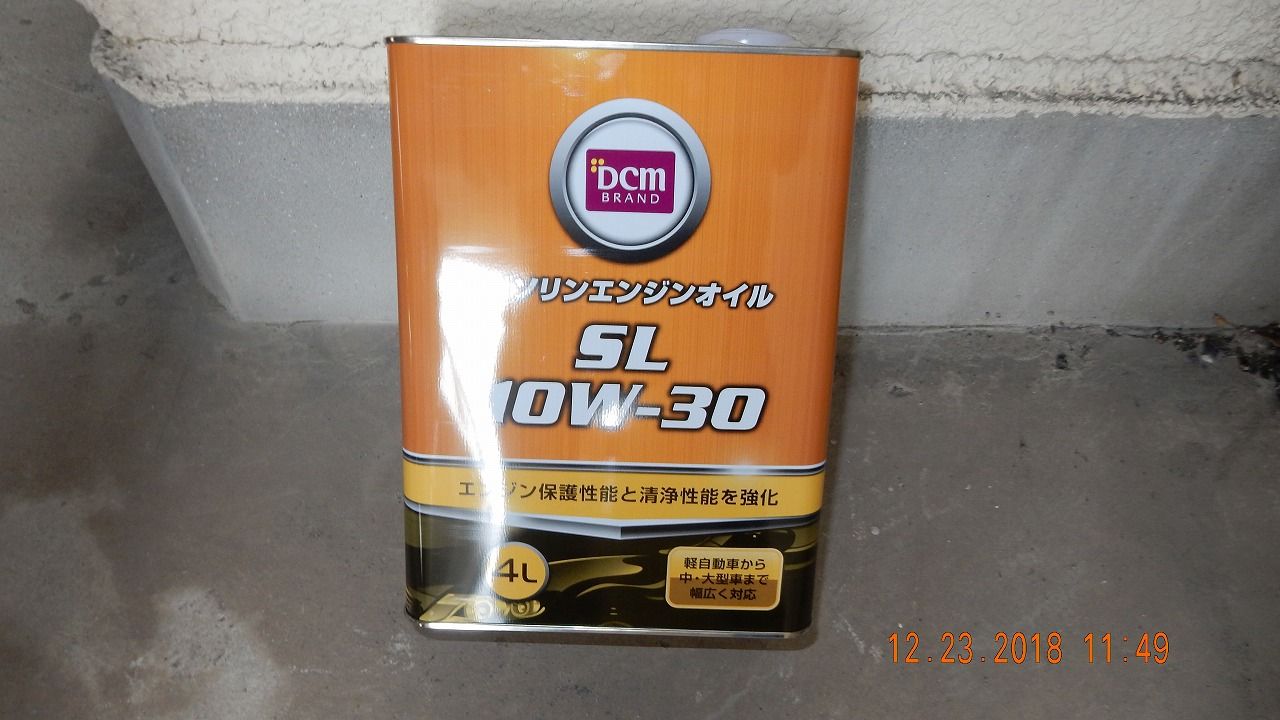 DCM
BRAND
ソリンエンジンオイル
SL
10W-30
エンジン保護性能と清浄性能を強化
4L
軽自動車から
中・大型車まで
幅広く対応
12.23.2018 11:49